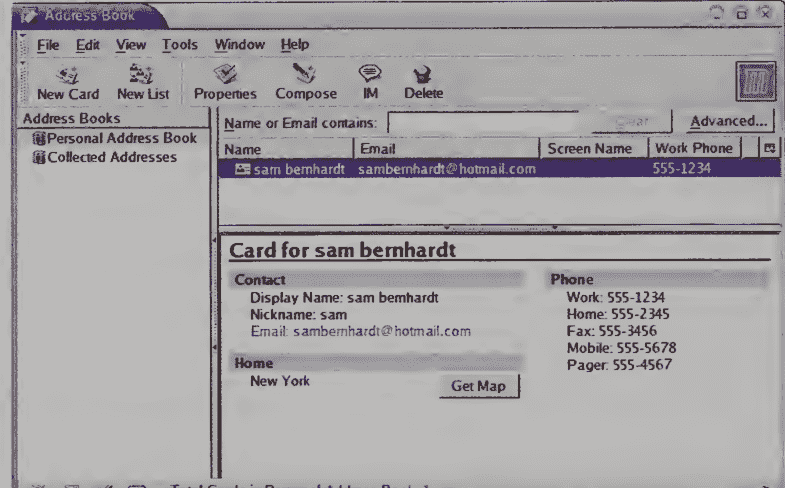 Address Book
File Edit View Tools Window Help
New Card New List Properties Compose IM Delete
Address Books
Personal Address Book
Collected Addresses
Name or Email contains: Clear Advanced...
Name Email Screen Name Work Phone
sam bernhardt sambernhardt@hotmail.com 555-1234
Card for sam bernhardt
Contact
Display Name: sam bernhardt
Nickname: sam
Email: sambernhardt@hotmail.com
Home
New York
Get Map
Phone
Work: 555-1234
Home: 555-2345
Fax: 555-3456
Mobile: 555-5678
Pager: 555-4567